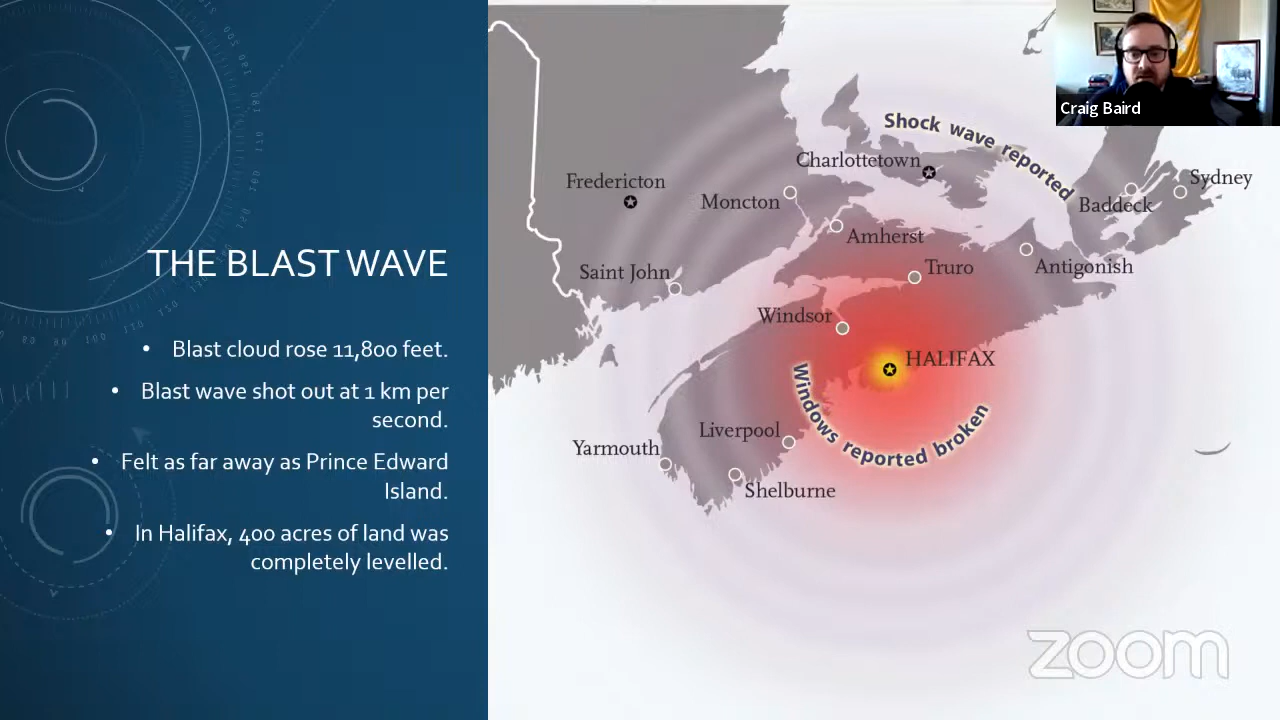 THE BLAST WAVE
• Blast cloud rose 11,800 feet.
• Blast wave shot out at 1 km per
second.
• Felt as far away as Prince Edward
Island.
• In Halifax, 400 acres of land was
completely levelled.
Craig Baird
Shock wave reported
Charlottetown
Fredericton
Moncton
Sydney
Baddeck
Amherst
Saint John
Truro
Antigonish
Windsor
HALIFAX
Windows reported broken
Liverpool
Yarmouth
Shelburne
zoom